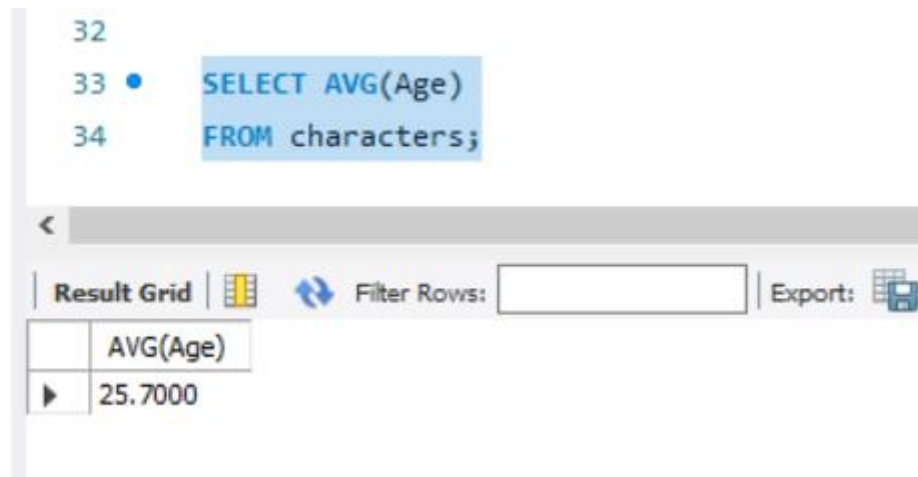 32
33 SELECT AVG(Age)
34 FROM characters;
Result Grid Filter Rows: Export:
AVG(Age)
25.7000